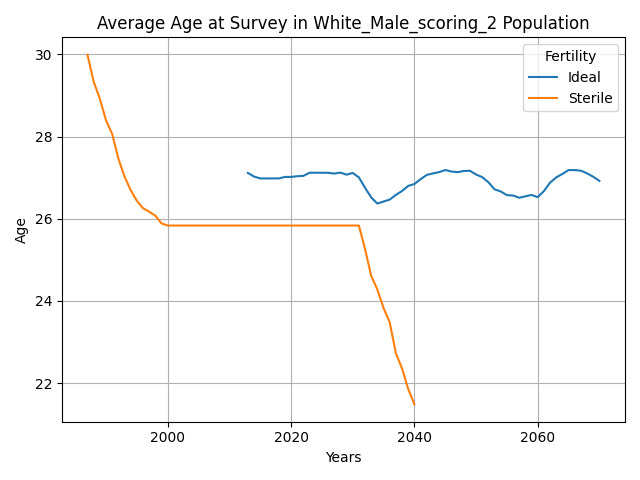 Average Age at Survey in White_Male_scoring_2 Population
Fertility
Ideal
Sterile
30
28
26
24
22
Age
2000
2020
2040
2060
Years